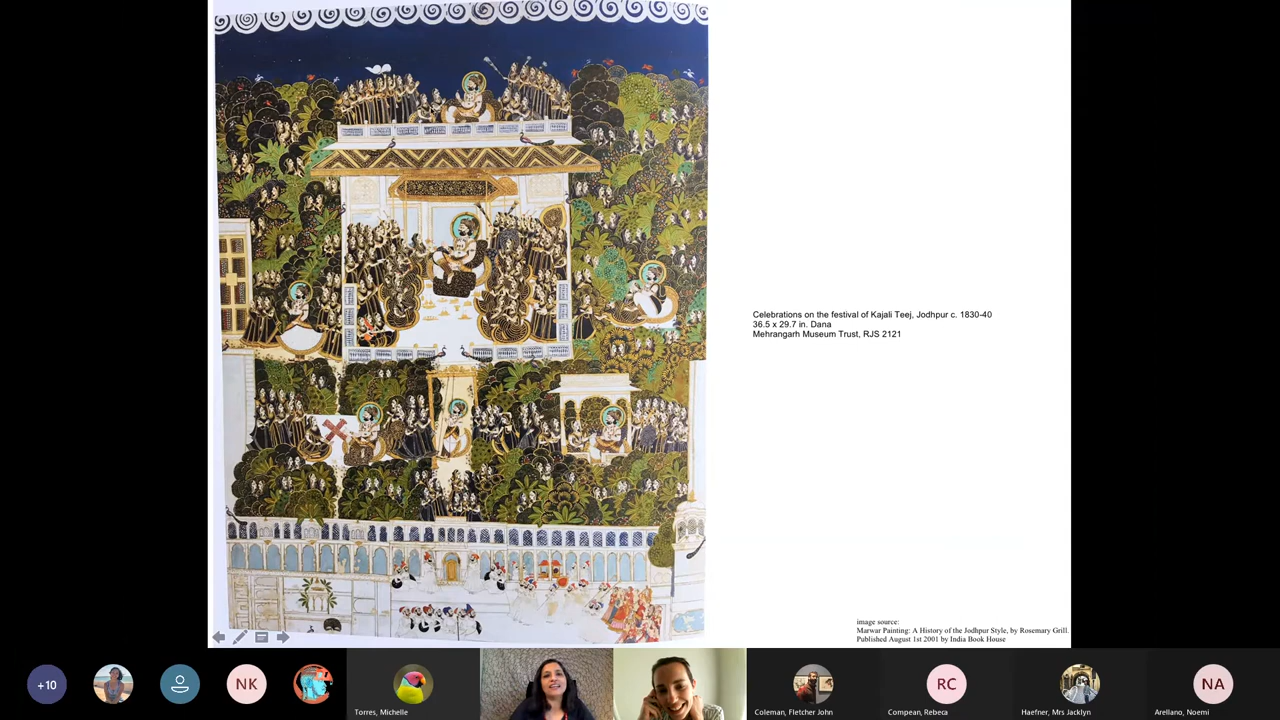 Celebrations on the festival of Kajali Teej, Jodhpur c. 1830-40
36.5 x 29.7 in. Dana
Mehrangarh Museum Trust, RJS 2121
image source:
Marwar Painting: A History of the Jodhpur Style, by Rosemary Grill.
Published August 1st 2001 by India Book House
+10
NK
Torres, Michelle
Coleman, Fletcher John
RC
Compean, Rebeca
Haefner, Mrs Jacklyn
NA
Arellano, Noemi